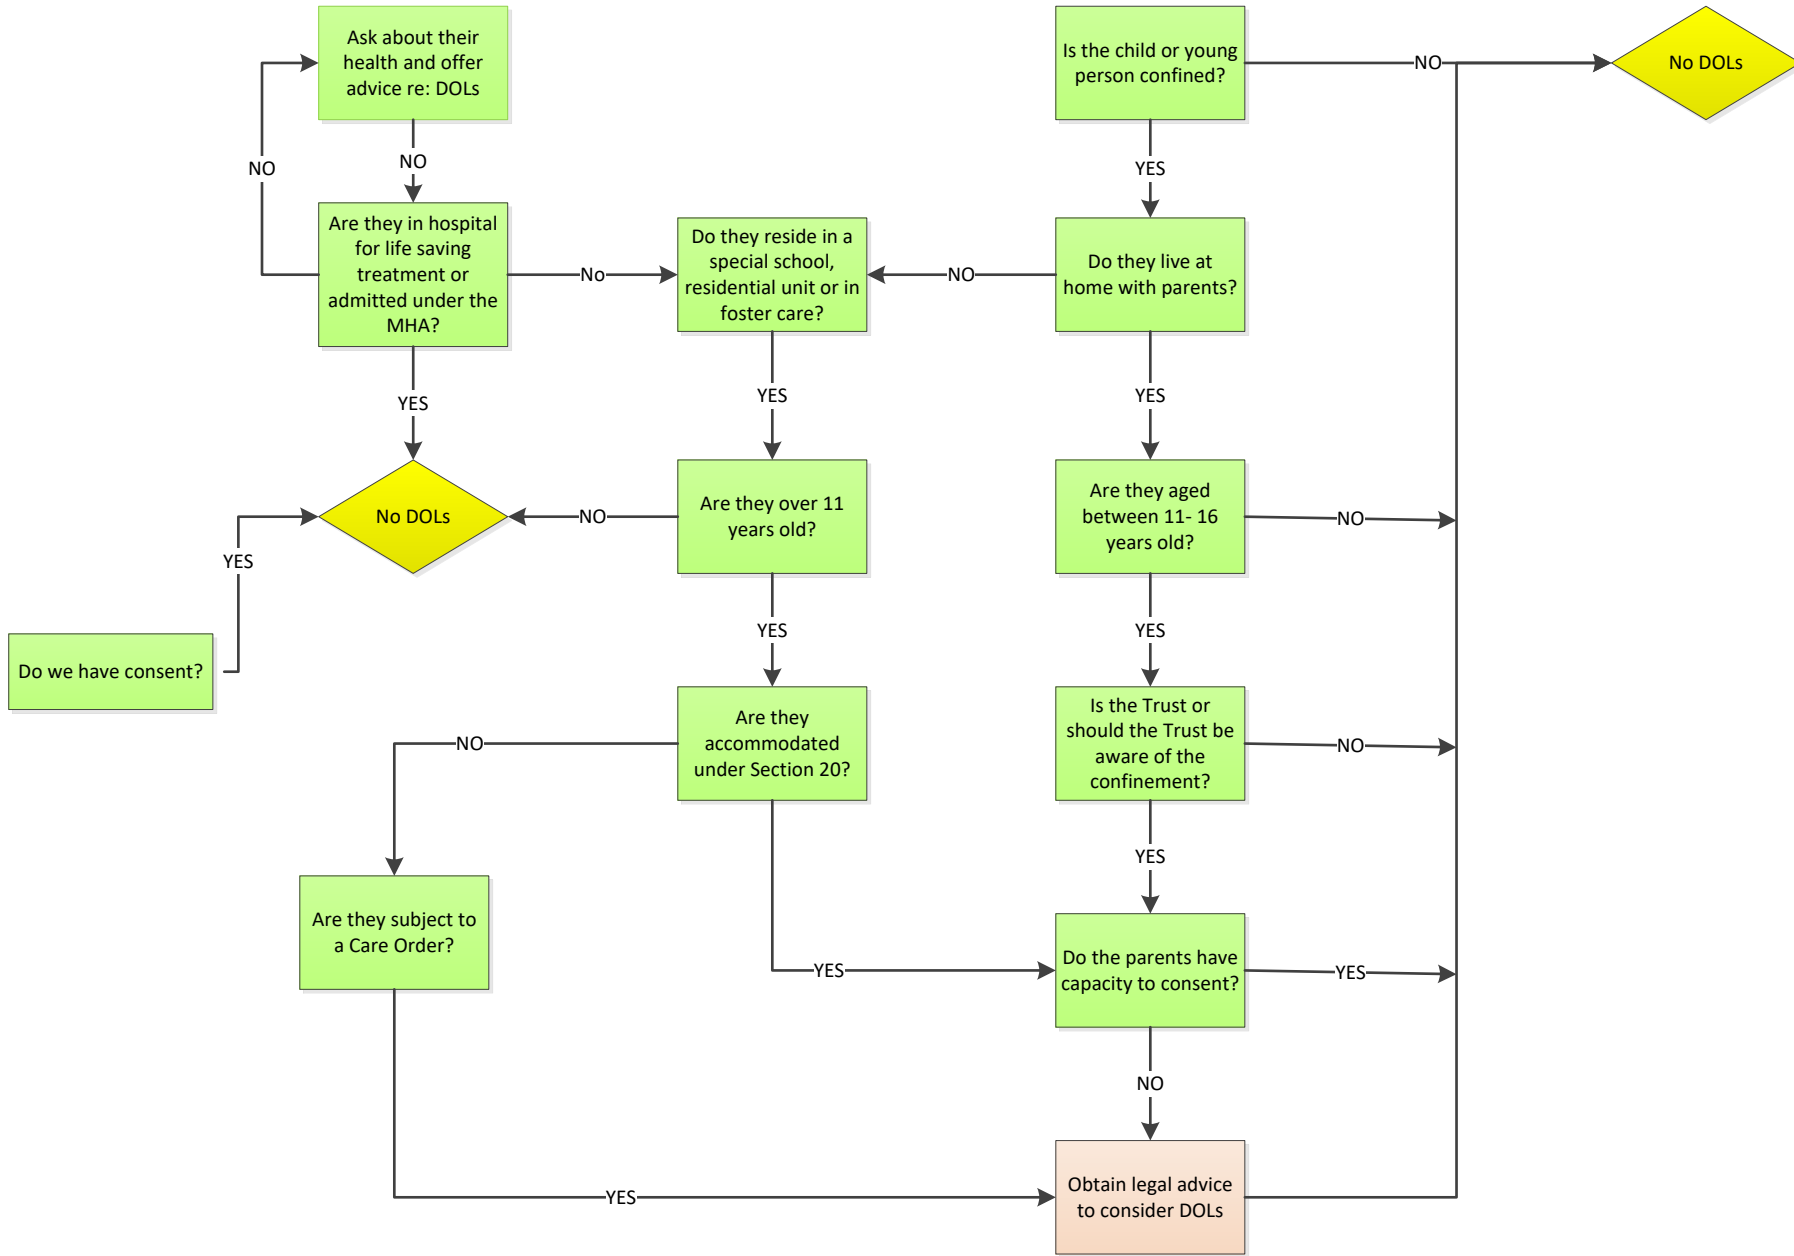 Ask about their
health and offer
advice re: DOLs
Is the child or young
person confined?
NO
No DOLs
NO
NO
YES
Are they in hospital
for life saving
treatment or
admitted under the
MHA?
No
Do they reside in a
special school,
residential unit or in
foster care?
NO
Do they live at
home with parents?
YES
YES
YES
No DOLs
NO
Are they over 11
years old?
Are they aged
between 11- 16
years old?
NO
YES
Do we have consent?
YES
YES
NO
Are they
accommodated
under Section 20?
Is the Trust or
should the Trust be
aware of the
confinement?
NO
YES
Are they subject to
a Care Order?
YES
Do the parents have
capacity to consent?
YES
NO
YES
Obtain legal advice
to consider DOLs